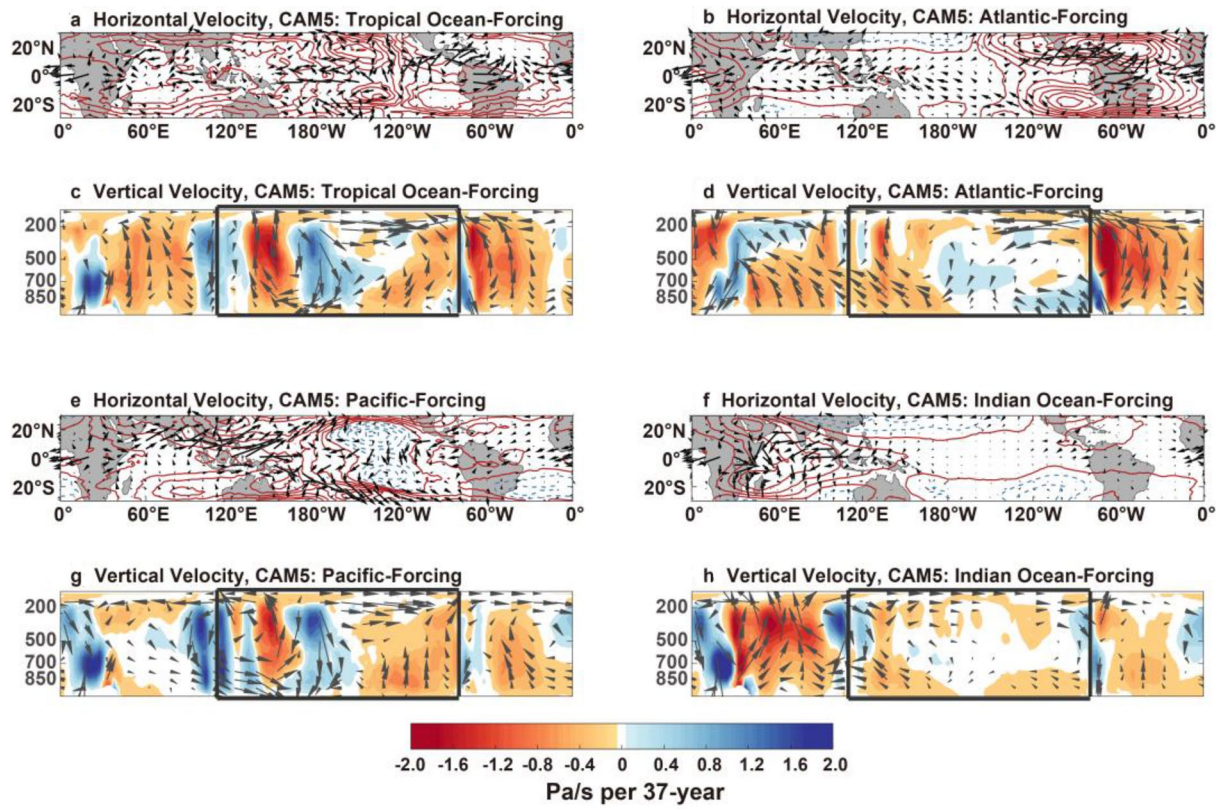 a Horizontal Velocity, CAM5: Tropical Ocean-Forcing
20°N
0°
20°S
0° 60°E 120°E 180°W 120°W 60°W 0°
b Horizontal Velocity, CAM5: Atlantic-Forcing
20°N
0°
20°S
0° 60°E 120°E 180°W 120°W 60°W 0°
c Vertical Velocity, CAM5: Tropical Ocean-Forcing
200
500
700
850
d Vertical Velocity, CAM5: Atlantic-Forcing
200
500
700
850
e Horizontal Velocity, CAM5: Pacific-Forcing
20°N
0°
20°S
0° 60°E 120°E 180°W 120°W 60°W 0°
f Horizontal Velocity, CAM5: Indian Ocean-Forcing
20°N
0°
20°S
0° 60°E 120°E 180°W 120°W 60°W 0°
g Vertical Velocity, CAM5: Pacific-Forcing
200
500
700
850
h Vertical Velocity, CAM5: Indian Ocean-Forcing
200
500
700
850
-2.0 -1.6 -1.2 -0.8 -0.4 0 0.4 0.8 1.2 1.6 2.0
Pa/s per 37-year